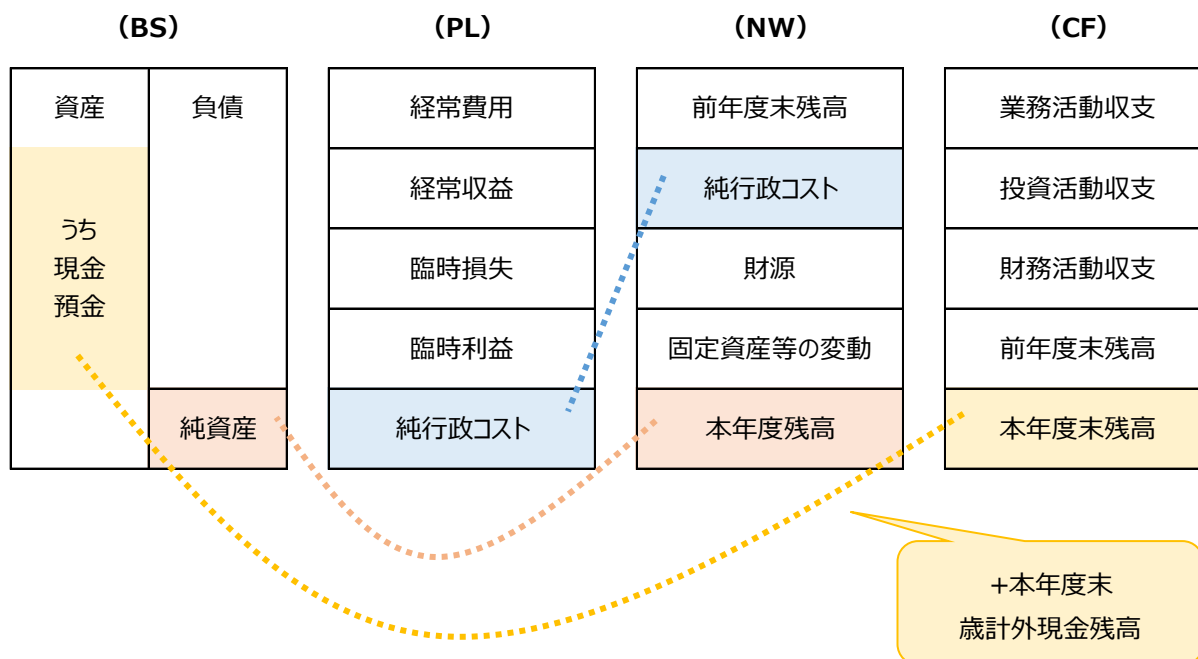 (BS)
(PL)
(NW)
(CF)
資産
負債
うち
現金
預金
純資産
経常費用
経常収益
臨時損失
臨時利益
純行政コスト
前年度末残高
純行政コスト
財源
固定資産等の変動
本年度残高
業務活動収支
投資活動収支
財務活動収支
前年度末残高
本年度末残高
+本年度末
歳計外現金残高